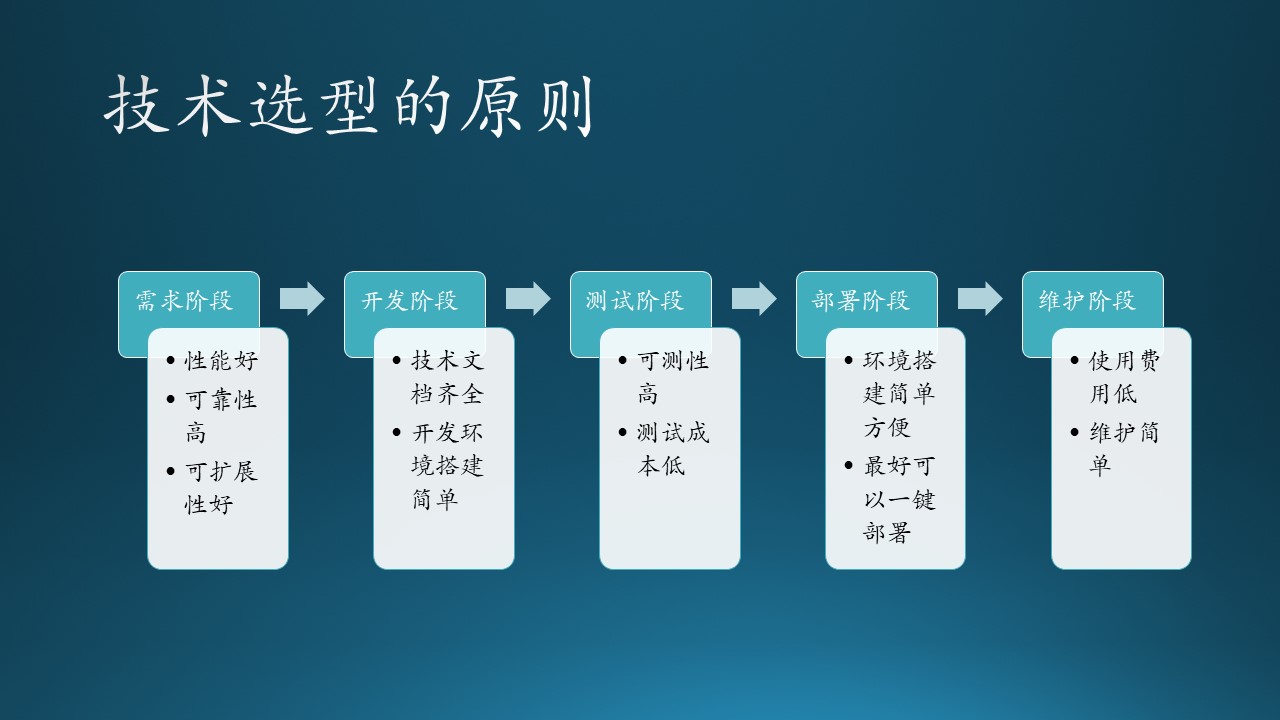 技术选型的原则
需求阶段
• 性能好
• 可靠性
高
• 可扩展
性好
开发阶段
• 技术文
档齐全
• 开发环
境搭建
简单
测试阶段
• 可测性
高
• 测试成
本低
部署阶段
• 环境搭
建简单
方便
• 最好可
以一键
部署
维护阶段
• 使用费
用低
• 维护简
单